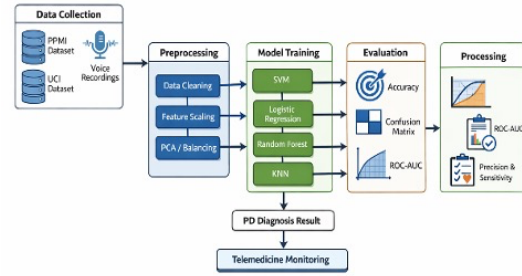 Data Collection
PPMI
Dataset
UCI
Dataset
Voice
Recordings
Preprocessing
Data Cleaning
Feature Scaling
PCA / Balancing
Model Training
SVM
Logistic
Regression
Random Forest
KNN
Evaluation
Accuracy
Confusion
Matrix
ROC-AUC
Processing
ROC-AUC
Precision &
Sensitivity
PD Diagnosis Result
Telemedicine Monitoring